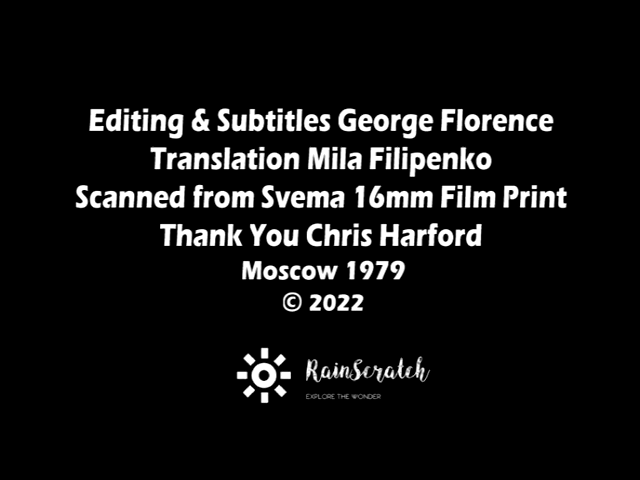 Editing & Subtitles George Florence
Translation Mila Filipenko
Scanned from Svema 16mm Film Print
Thank You Chris Harford
Moscow 1979
© 2022
RainScratch
EXPLORE THE WONDER